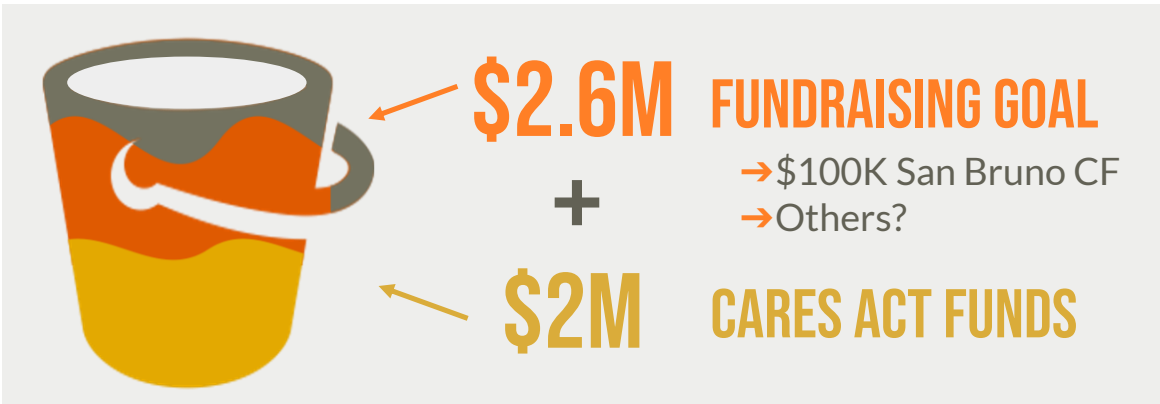 $2.6M FUNDRAISING GOAL
➔$100K San Bruno CF
➔Others?
+
$2M CARES ACT FUNDS